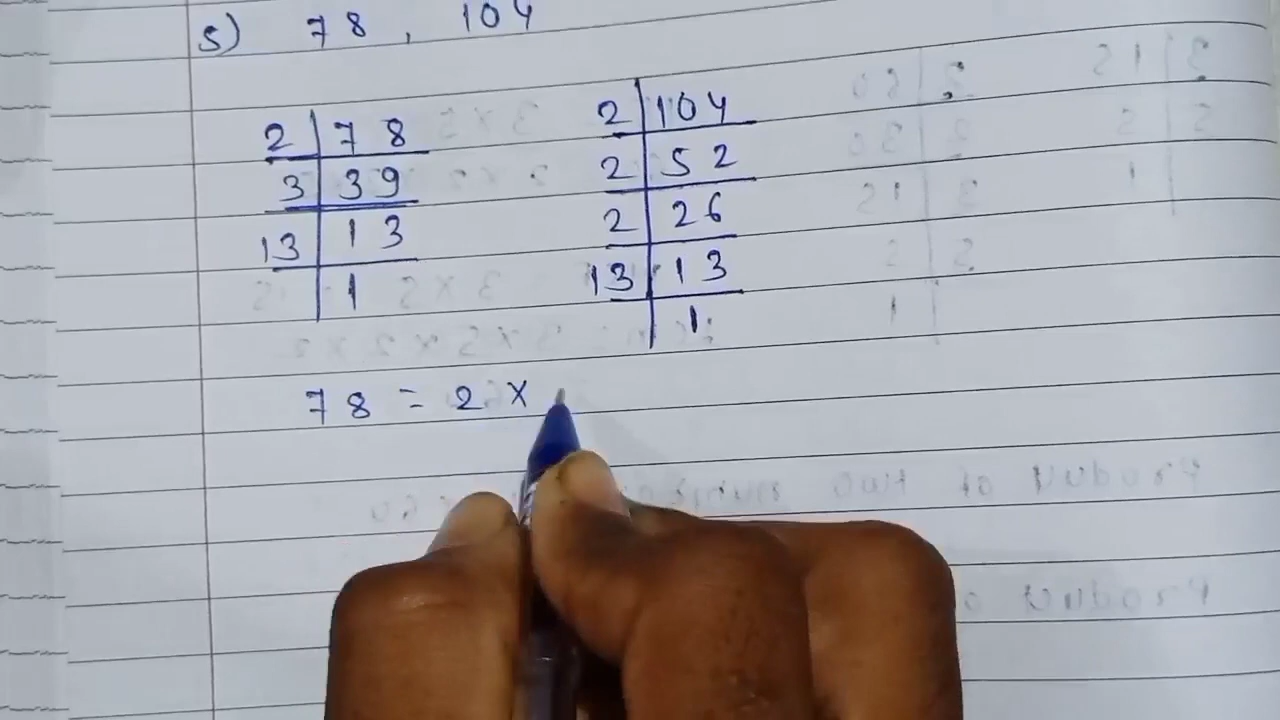 5) 78, 104
2 | 78
3 | 39
13 | 13
1
2 | 104
2 | 52
2 | 26
13 | 13
1
78 = 2 ×